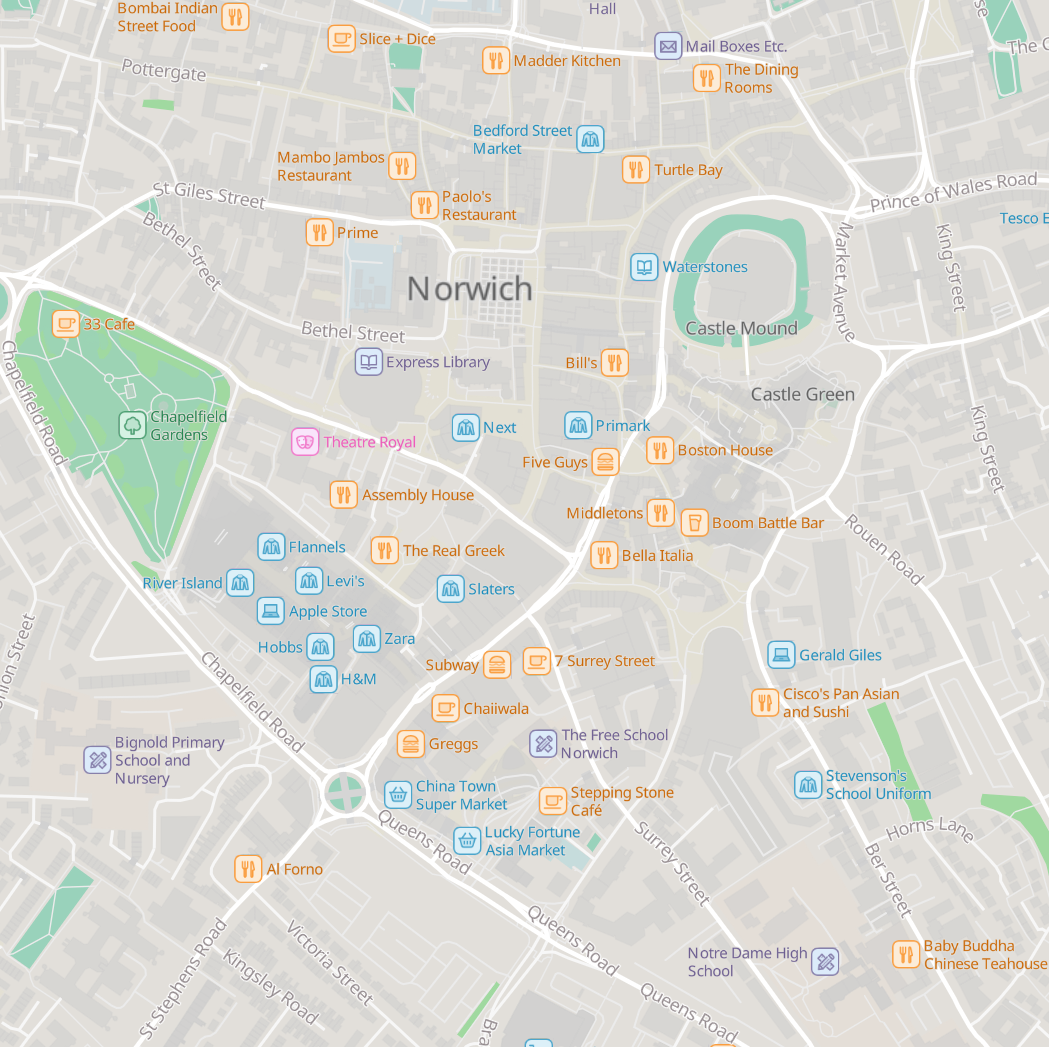 Bombai Indian
Street Food
Hall
Slice + Dice
Mail Boxes Etc.
Madder Kitchen
The Dining
Rooms
Pottergate
Bedford Street
Market
Mambo Jambos
Restaurant
Turtle Bay
St Giles Street
Paolo's
Restaurant
Prince of Wales Road
Tesco E
Prime
Bethel Street
Market Avenue
King Street
Waterstones
Norwich
33 Cafe
Bethel Street
Castle Mound
Express Library
Bill's
Castle Green
Chapelfield Road
Chapelfield
Gardens
Next
Primark
Theatre Royal
Boston House
Five Guys
King Street
Assembly House
Middletons
Boom Battle Bar
Rouen Road
Flannels
The Real Greek
Bella Italia
River Island
Levi's
Slaters
Apple Store
Hobbs
Zara
Subway
7 Surrey Street
Gerald Giles
H&M
Chapelfield Road
Chaiiwala
Cisco's Pan Asian
and Sushi
Bignold Primary
School and
Nursery
Greggs
The Free School
Norwich
China Town
Super Market
Stepping Stone
Café
Stevenson's
School Uniform
Queens Road
Lucky Fortune
Asia Market
Surrey Street
Horns Lane
Al Forno
Ber Street
St Stephens Road
Victoria Street
Kingsley Road
Queens Road
Notre Dame High
School
Baby Buddha
Chinese Teahouse
Queens Road
Bra